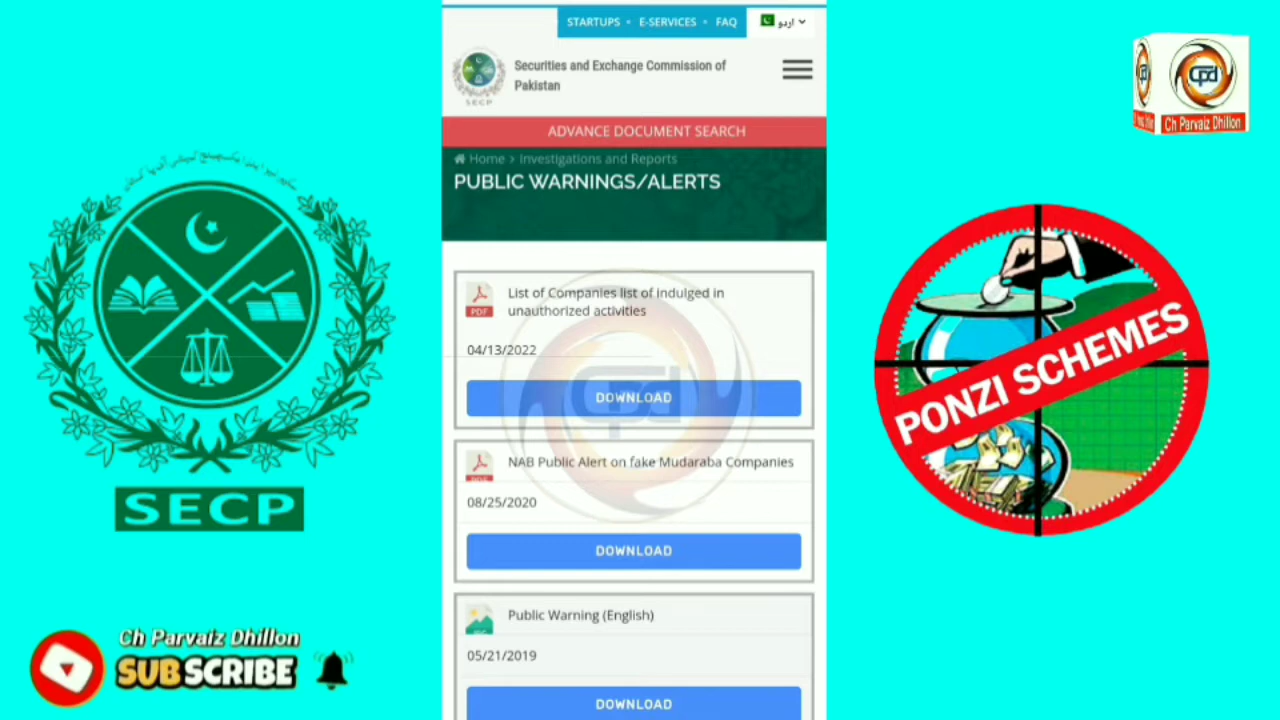 STARTUPS • E-SERVICES • FAQ
اردو
Securities and Exchange Commission of
Pakistan
SECP
ADVANCE DOCUMENT SEARCH
Home > Investigations and Reports
PUBLIC WARNINGS/ALERTS
PDF
List of Companies list of indulged in
unauthorized activities
04/13/2022
DOWNLOAD
NAB Public Alert on fake Mudaraba Companies
08/25/2020
DOWNLOAD
Public Warning (English)
05/21/2019
DOWNLOAD
cpd
SECP
Ch Parvaiz Dhillon
SUBSCRIBE
cpd
Ch Parvaiz Dhillon
PONZI SCHEMES